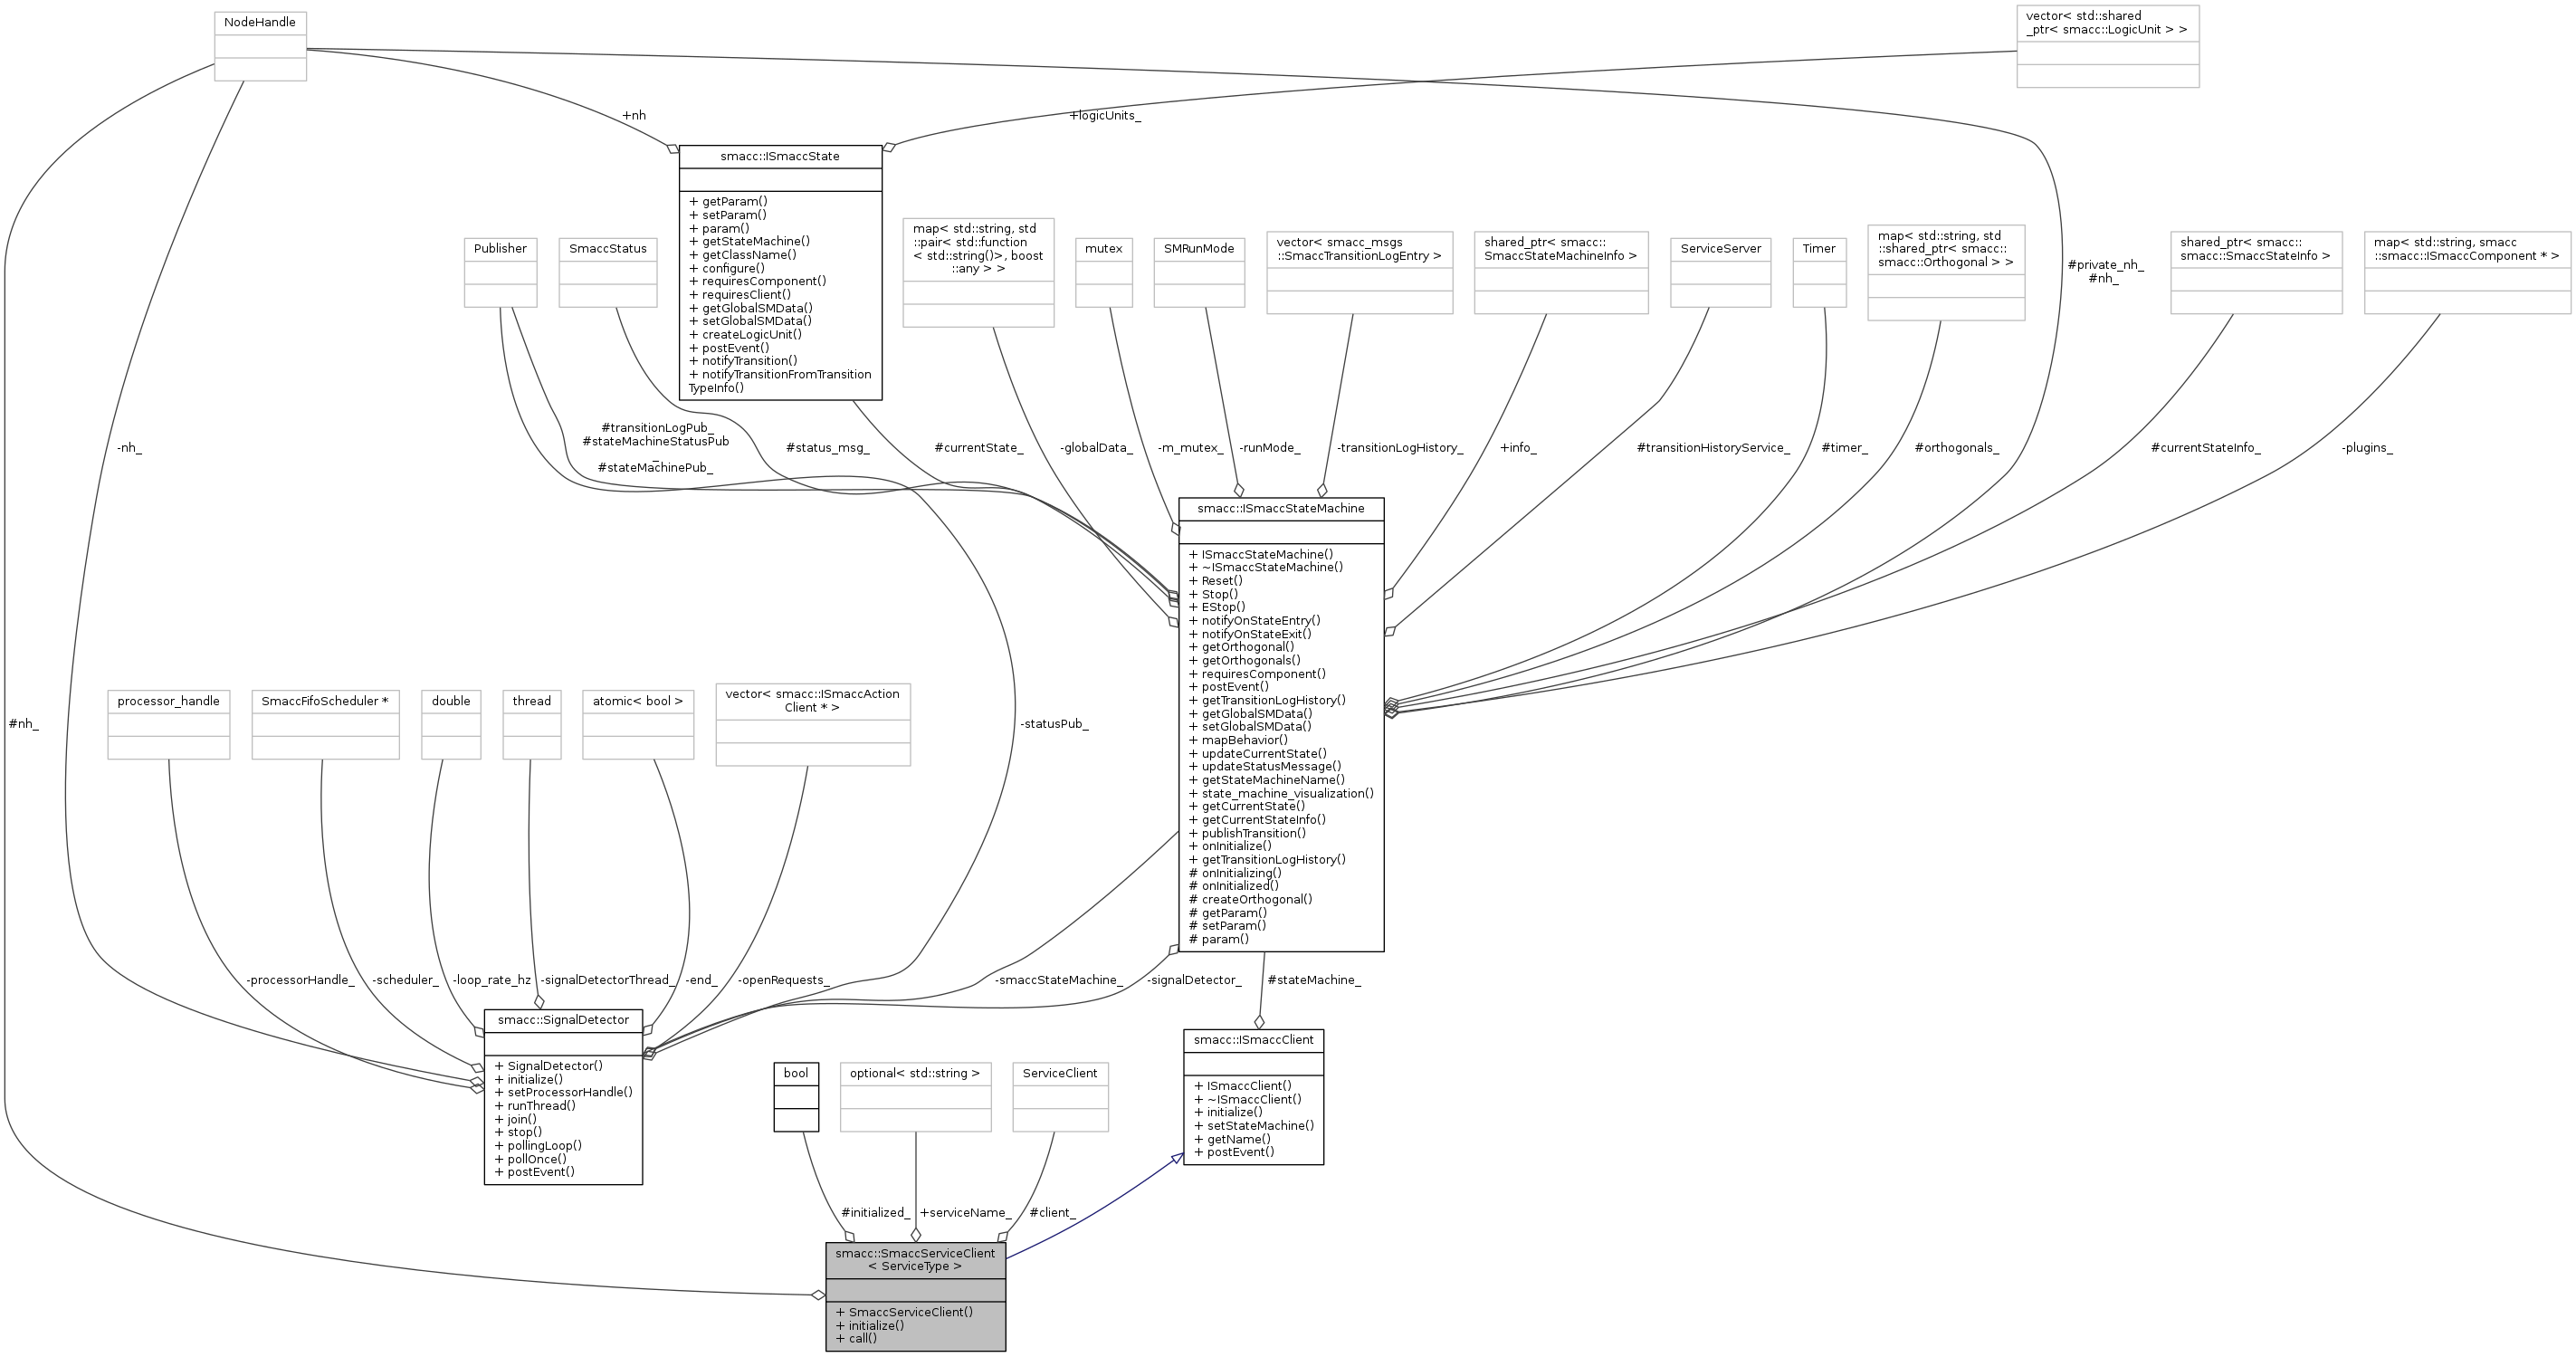 NodeHandle
vector< std::shared
_ptr< smacc::LogicUnit > >
+nh
+logicUnits_
smacc::ISmaccState
+ getParam()
+ setParam()
+ param()
+ getStateMachine()
+ getClassName()
+ configure()
+ requiresComponent()
+ requiresClient()
+ getGlobalSMData()
+ setGlobalSMData()
+ createLogicUnit()
+ postEvent()
+ notifyTransition()
+ notifyTransitionFromTransition
TypeInfo()
Publisher
SmaccStatus
map< std::string, std
::pair< std::function
< std::string()>, boost
::any > >
mutex
SMRunMode
vector< smacc_msgs
::SmaccTransitionLogEntry >
shared_ptr< smacc::
SmaccStateMachineInfo >
ServiceServer
Timer
map< std::string, std
::shared_ptr< smacc::
smacc::Orthogonal > >
#private_nh_
#nh_
shared_ptr< smacc::
smacc::SmaccStateInfo >
map< std::string, smacc
::smacc::ISmaccComponent * >
-nh_
#transitionLogPub_
#stateMachineStatusPub
_
#stateMachinePub_
#status_msg_
#currentState_
-globalData_
-m_mutex_
-runMode_
-transitionLogHistory_
+info_
#transitionHistoryService_
#timer_
#orthogonals_
#currentStateInfo_
-plugins_
smacc::ISmaccStateMachine
+ ISmaccStateMachine()
+ ~ISmaccStateMachine()
+ Reset()
+ Stop()
+ EStop()
+ notifyOnStateEntry()
+ notifyOnStateExit()
+ getOrthogonal()
+ getOrthogonals()
+ requiresComponent()
+ postEvent()
+ getTransitionLogHistory()
+ getGlobalSMData()
+ setGlobalSMData()
+ mapBehavior()
+ updateCurrentState()
+ updateStatusMessage()
+ getStateMachineName()
+ state_machine_visualization()
+ getCurrentState()
+ getCurrentStateInfo()
+ publishTransition()
+ onInitialize()
+ getTransitionLogHistory()
# onInitializing()
# onInitialized()
# createOrthogonal()
# getParam()
# setParam()
# param()
#nh_
processor_handle
SmaccFifoScheduler *
double
thread
atomic< bool >
vector< smacc::ISmaccAction
Client * >
-statusPub_
-processorHandle_
-scheduler_
-loop_rate_hz
-signalDetectorThread_
-end_
-openRequests_
-smaccStateMachine_
-signalDetector_
#stateMachine_
smacc::SignalDetector
+ SignalDetector()
+ initialize()
+ setProcessorHandle()
+ runThread()
+ join()
+ stop()
+ pollingLoop()
+ pollOnce()
+ postEvent()
bool
optional< std::string >
ServiceClient
smacc::ISmaccClient
+ ISmaccClient()
+ ~ISmaccClient()
+ initialize()
+ setStateMachine()
+ getName()
+ postEvent()
#initialized_
+serviceName_
#client_
smacc::SmaccServiceClient
< ServiceType >
+ SmaccServiceClient()
+ initialize()
+ call()